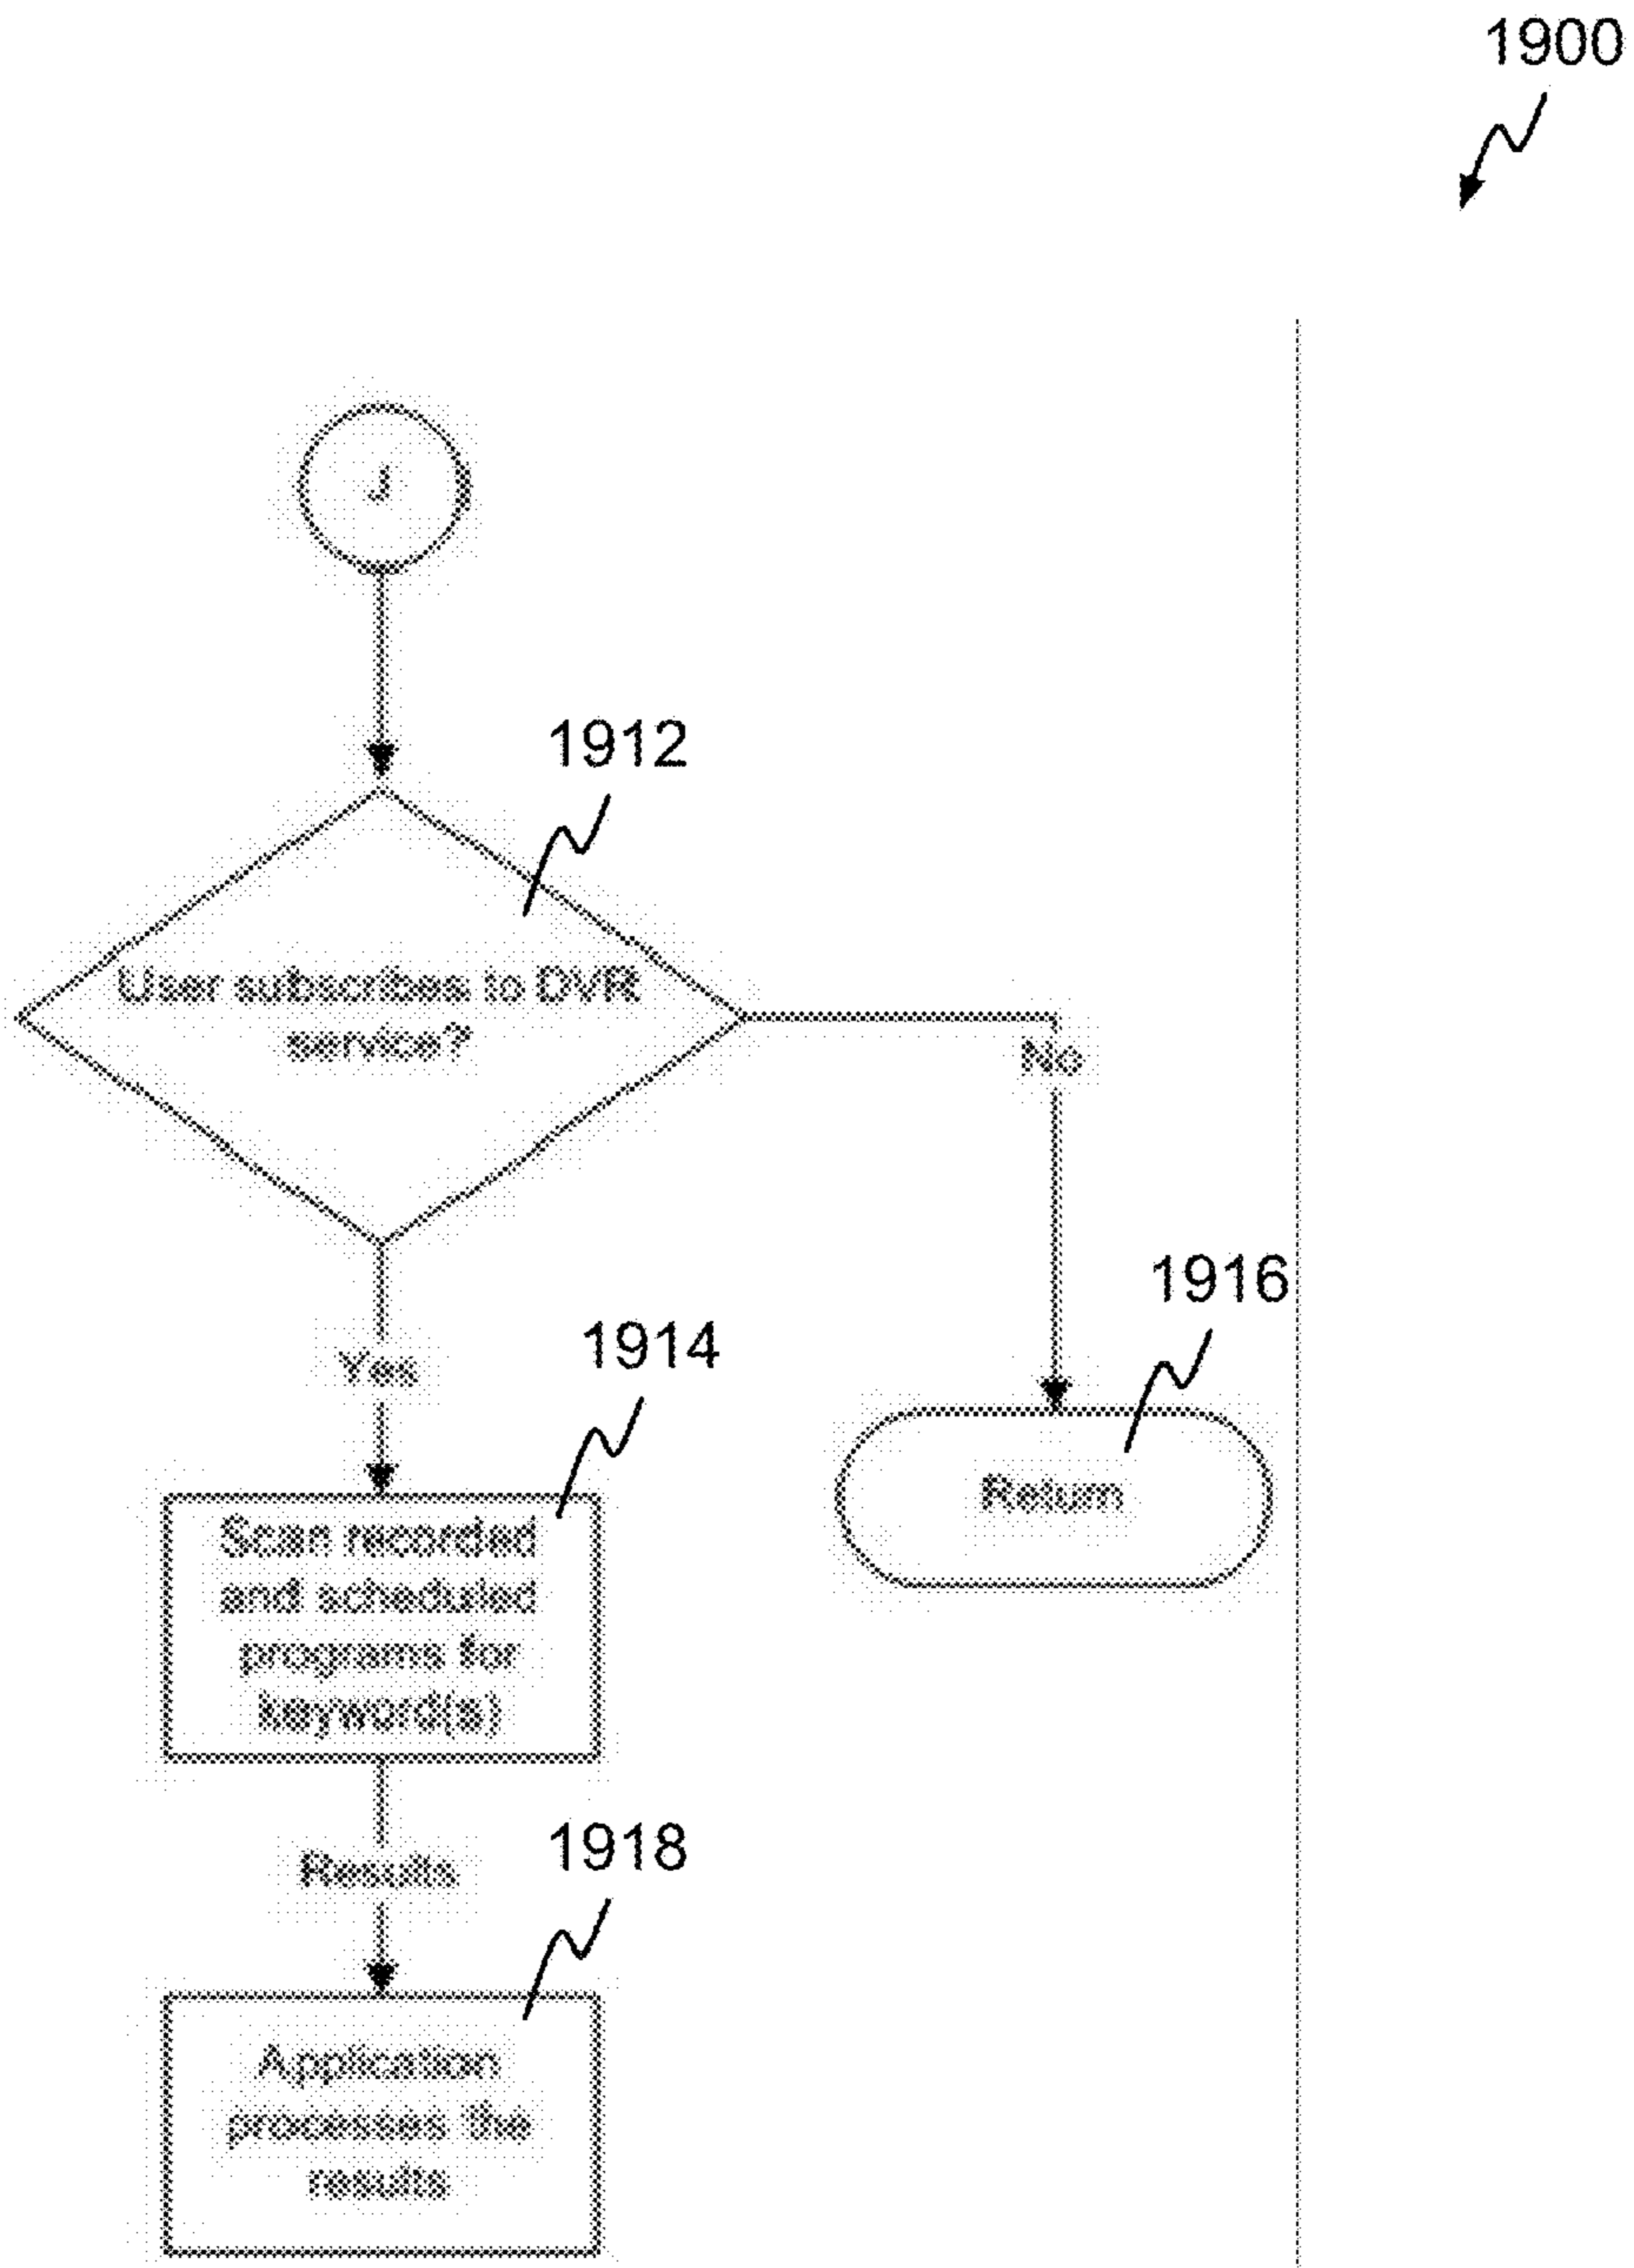 1900
J
1912
User subscribes to DVR
service?
No
1916
Yes
1914
Return
Scan recorded
and scheduled
programs for
keyword(s)
1918
Results
Application
processes the
results